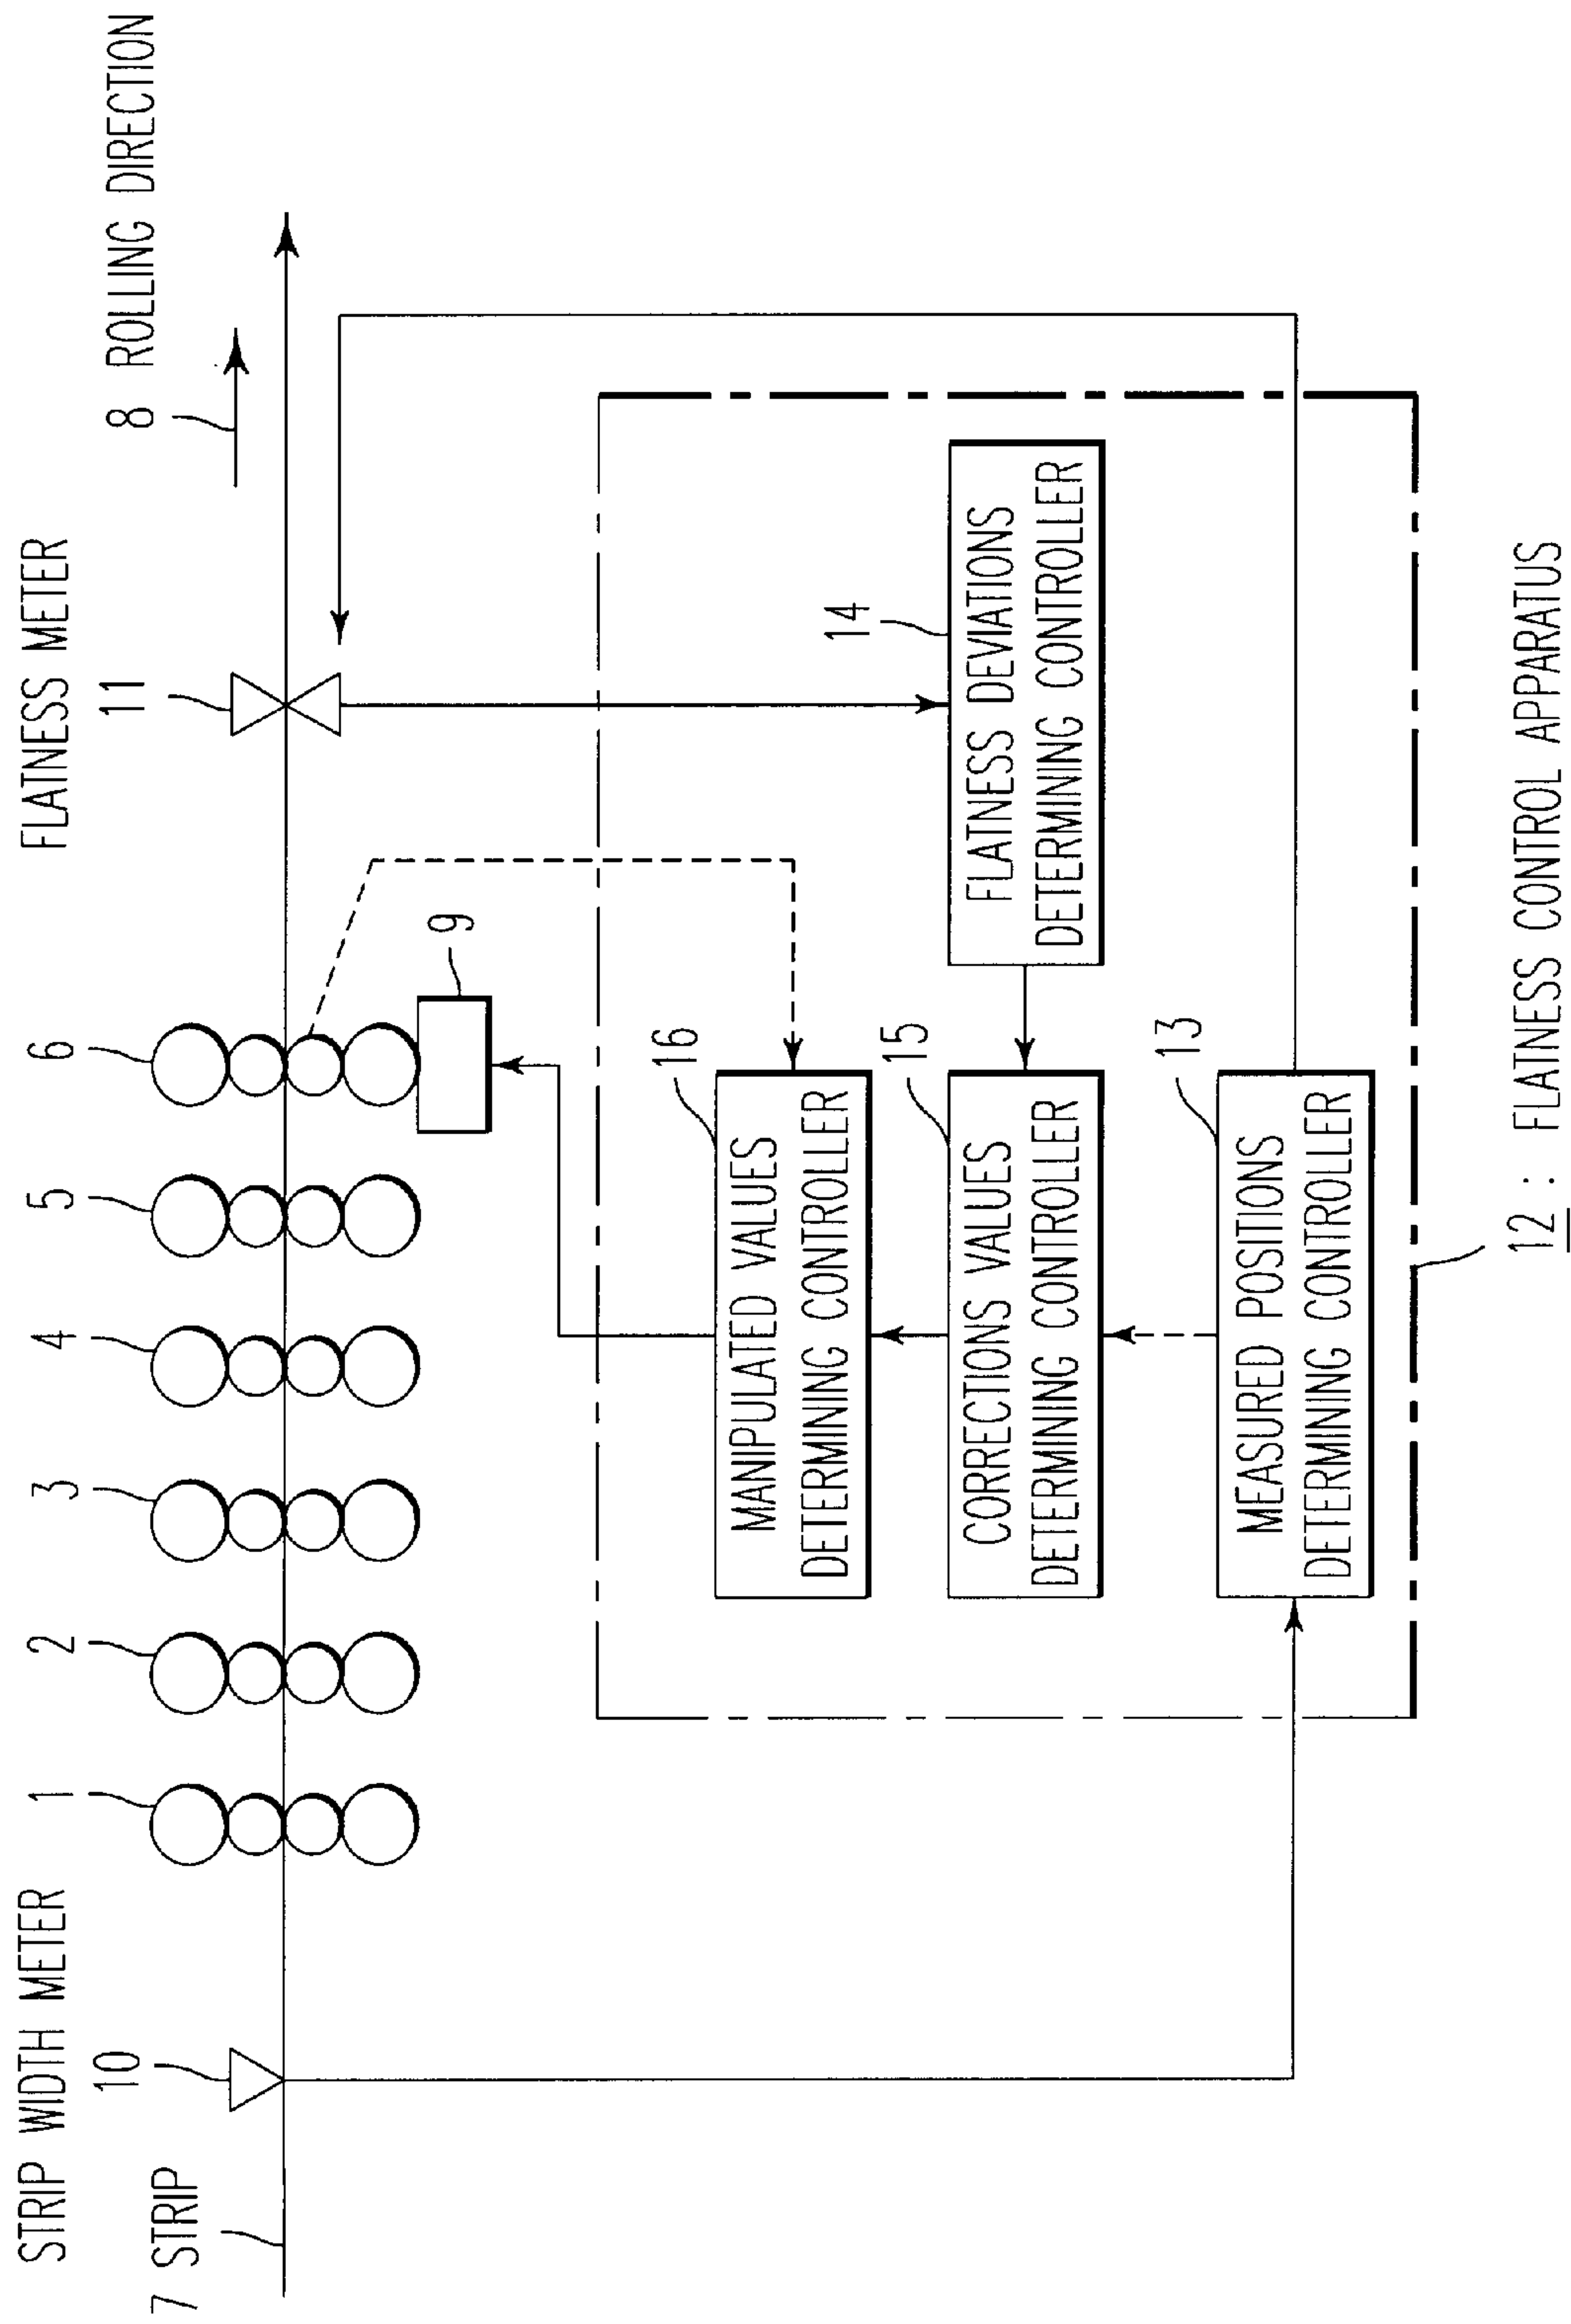 STRIP WIDTH METER
FLATNESS METER
10
1
2
3
4
5
6
11
8 ROLLING DIRECTION
7 STRIP
9
16
MANIPULATED VALUES
DETERMINING CONTROLLER
14
FLATNESS DEVIATIONS
DETERMINING CONTROLLER
15
CORRECTIONS VALUES
DETERMINING CONTROLLER
13
MEASURED POSITIONS
DETERMINING CONTROLLER
12 : FLATNESS CONTROL APPARATUS